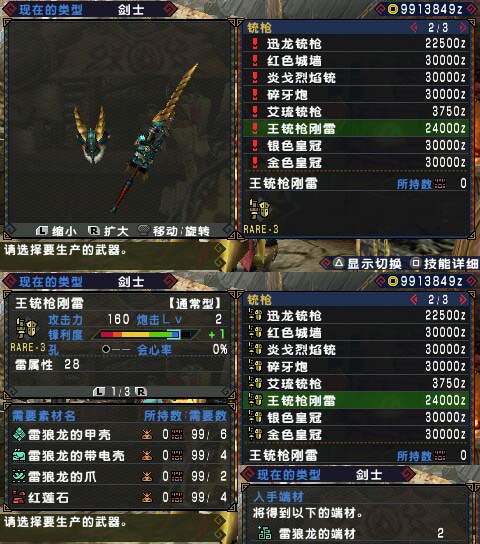 现在的类型 剑士
9913849z
铳枪 2/3
迅龙铳枪 22500z
红色城墙 30000z
炎戈烈焰铳 30000z
碎牙炮 30000z
艾琉铳枪 3750z
王铳枪刚雷 24000z
银色皇冠 30000z
金色皇冠 30000z
王铳枪刚雷 所持数 0
RARE-3
L 缩小 R 扩大 移动/旋转
请选择要生产的武器。
△显示切换 □技能详细
现在的类型 剑士
9913849z
王铳枪刚雷 【通常型】
攻击力 160 炮击Lv 2
RARE-3 锋利度 +1
孔 ●−− 会心率 0%
雷属性 28
L 1/3 R
需要素材名 所持数/需要数
雷狼龙的甲壳 0 99/ 6
雷狼龙的带电壳 0 99/ 4
雷狼龙的爪 0 99/ 2
红莲石 0 99/ 4
请选择要生产的武器。
铳枪 2/3
迅龙铳枪 22500z
红色城墙 30000z
炎戈烈焰铳 30000z
碎牙炮 30000z
艾琉铳枪 3750z
王铳枪刚雷 24000z
银色皇冠 30000z
金色皇冠 30000z
王铳枪刚雷 所持数 0
现在的类型 剑士
入手端材
将得到以下的端材。
雷狼龙的端材 2